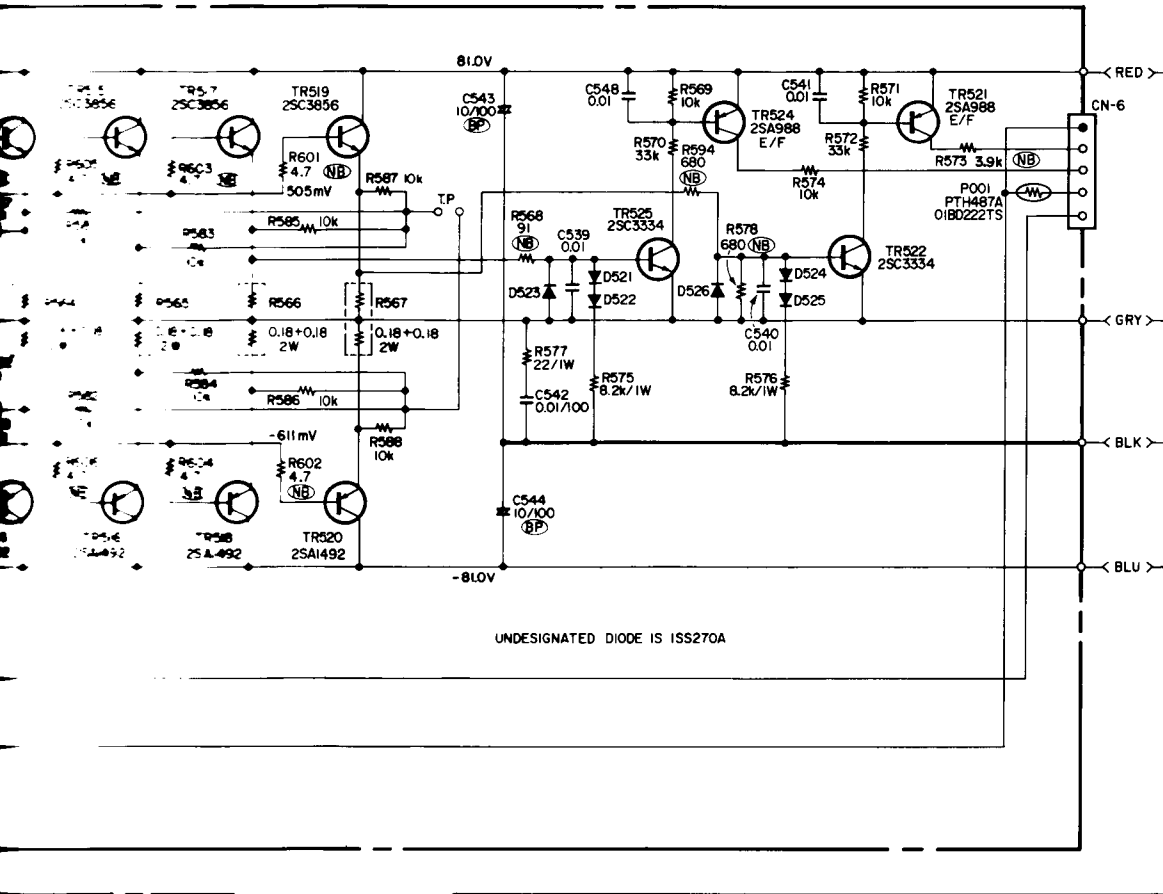 81.0V
RED
TR519
2SC3856
2SC3856
C543
10/100
BP
C548
0.01
R569
10k
TR524
2SA988
E/F
C541
0.01
R571
10k
TR521
2SA988
E/F
CN-6
R601
4.7
NB
R570
33k
R594
680
NB
R572
33k
R573 3.9k NB
505mV
R587 10k
R574
10k
P001
PTH487A
01BD222TS
T.P
R585 10k
R568
91
NB
C539
0.01
TR525
2SC3334
R578
680 NB
TR522
2SC3334
R583
D521
D522
D523
D524
D525
D526
R566
R567
0.18+0.18
2W
0.18+0.18
2W
GRY
C540
0.01
R577
22/1W
R575
8.2k/1W
R576
8.2k/1W
R584
R586 10k
C542
0.01/100
-611mV
R588
10k
BLK
R602
4.7
NB
C544
10/100
BP
TR520
2SA1492
-81.0V
BLU
UNDESIGNATED DIODE IS 1SS270A